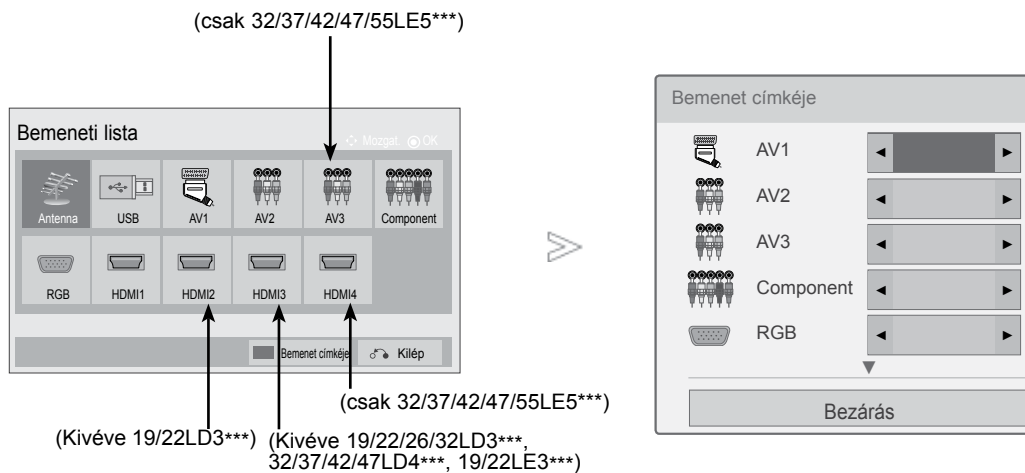 (csak 32/37/42/47/55LE5***)
Bemeneti lista
Mozgat. OK
Antenna
USB
AV1
AV2
AV3
Component
RGB
HDMI1
HDMI2
HDMI3
HDMI4
Bemenet címkéje
Kilép
(csak 32/37/42/47/55LE5***)
(Kivéve 19/22LD3***)
(Kivéve 19/22/26/32LD3***,
32/37/42/47LD4***, 19/22LE3***)
Bemenet címkéje
AV1
AV2
AV3
Component
RGB
Bezárás